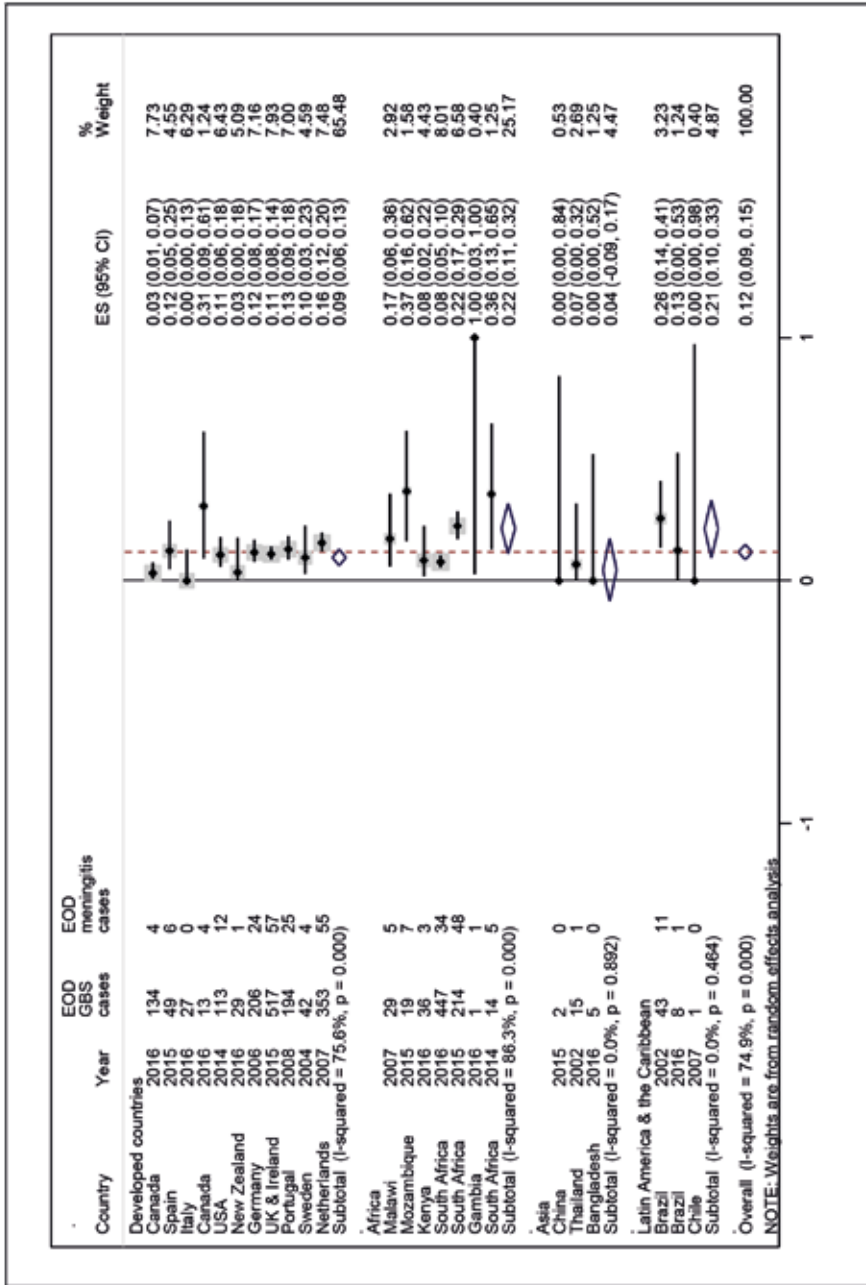 Country Year EOD GBS cases EOD meningitis cases ES (95% CI) % Weight
Developed countries
Canada 2016 134 4 0.03 (0.01, 0.07) 7.73
Spain 2015 49 6 0.12 (0.05, 0.25) 4.55
Italy 2016 27 0 0.00 (0.00, 0.13) 6.29
Canada 2016 13 4 0.31 (0.09, 0.61) 1.24
USA 2014 113 12 0.11 (0.06, 0.18) 6.43
New Zealand 2016 29 1 0.03 (0.00, 0.18) 5.09
Germany 2006 206 24 0.12 (0.08, 0.17) 7.16
UK & Ireland 2015 517 57 0.11 (0.08, 0.14) 7.93
Portugal 2008 194 25 0.13 (0.09, 0.18) 7.00
Sweden 2004 42 4 0.10 (0.03, 0.23) 4.59
Netherlands 2007 353 55 0.16 (0.12, 0.20) 7.48
Subtotal (I-squared = 75.6%, p = 0.000) 0.09 (0.06, 0.13) 65.48
Africa
Malawi 2007 29 5 0.17 (0.06, 0.36) 2.92
Mozambique 2015 19 7 0.37 (0.16, 0.62) 1.58
Kenya 2016 36 3 0.08 (0.02, 0.22) 4.43
South Africa 2016 447 34 0.08 (0.05, 0.10) 8.01
South Africa 2015 214 48 0.22 (0.17, 0.29) 6.58
Gambia 2016 1 1 1.00 (0.03, 1.00) 0.40
South Africa 2014 14 5 0.36 (0.13, 0.65) 1.25
Subtotal (I-squared = 86.3%, p = 0.000) 0.22 (0.11, 0.32) 25.17
Asia
China 2015 2 0 0.00 (0.00, 0.84) 0.53
Thailand 2002 15 1 0.07 (0.00, 0.32) 2.69
Bangladesh 2016 5 0 0.00 (0.00, 0.52) 1.25
Subtotal (I-squared = 0.0%, p = 0.892) 0.04 (-0.09, 0.17) 4.47
Latin America & the Caribbean
Brazil 2002 43 11 0.26 (0.14, 0.41) 3.23
Brazil 2016 8 1 0.13 (0.00, 0.53) 1.24
Chile 2007 1 0 0.00 (0.00, 0.98) 0.40
Subtotal (I-squared = 0.0%, p = 0.464) 0.21 (0.10, 0.33) 4.87
Overall (I-squared = 74.9%, p = 0.000) 0.12 (0.09, 0.15) 100.00
NOTE: Weights are from random effects analysis
-1 0 1